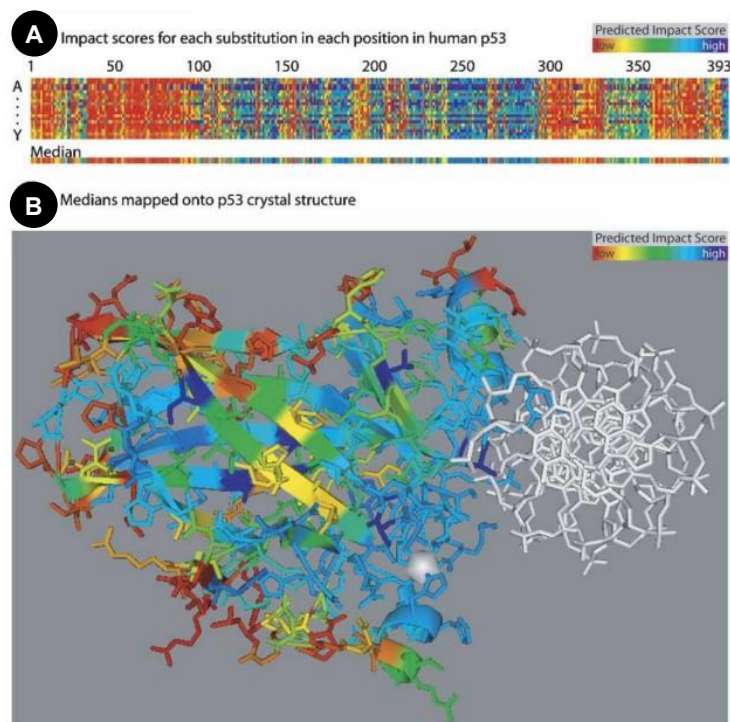 A Impact scores for each substitution in each position in human p53
Predicted Impact Score
low high
1 50 100 150 200 250 300 350 393
A
.
.
.
.
Y
Median
B Medians mapped onto p53 crystal structure
Predicted Impact Score
low high